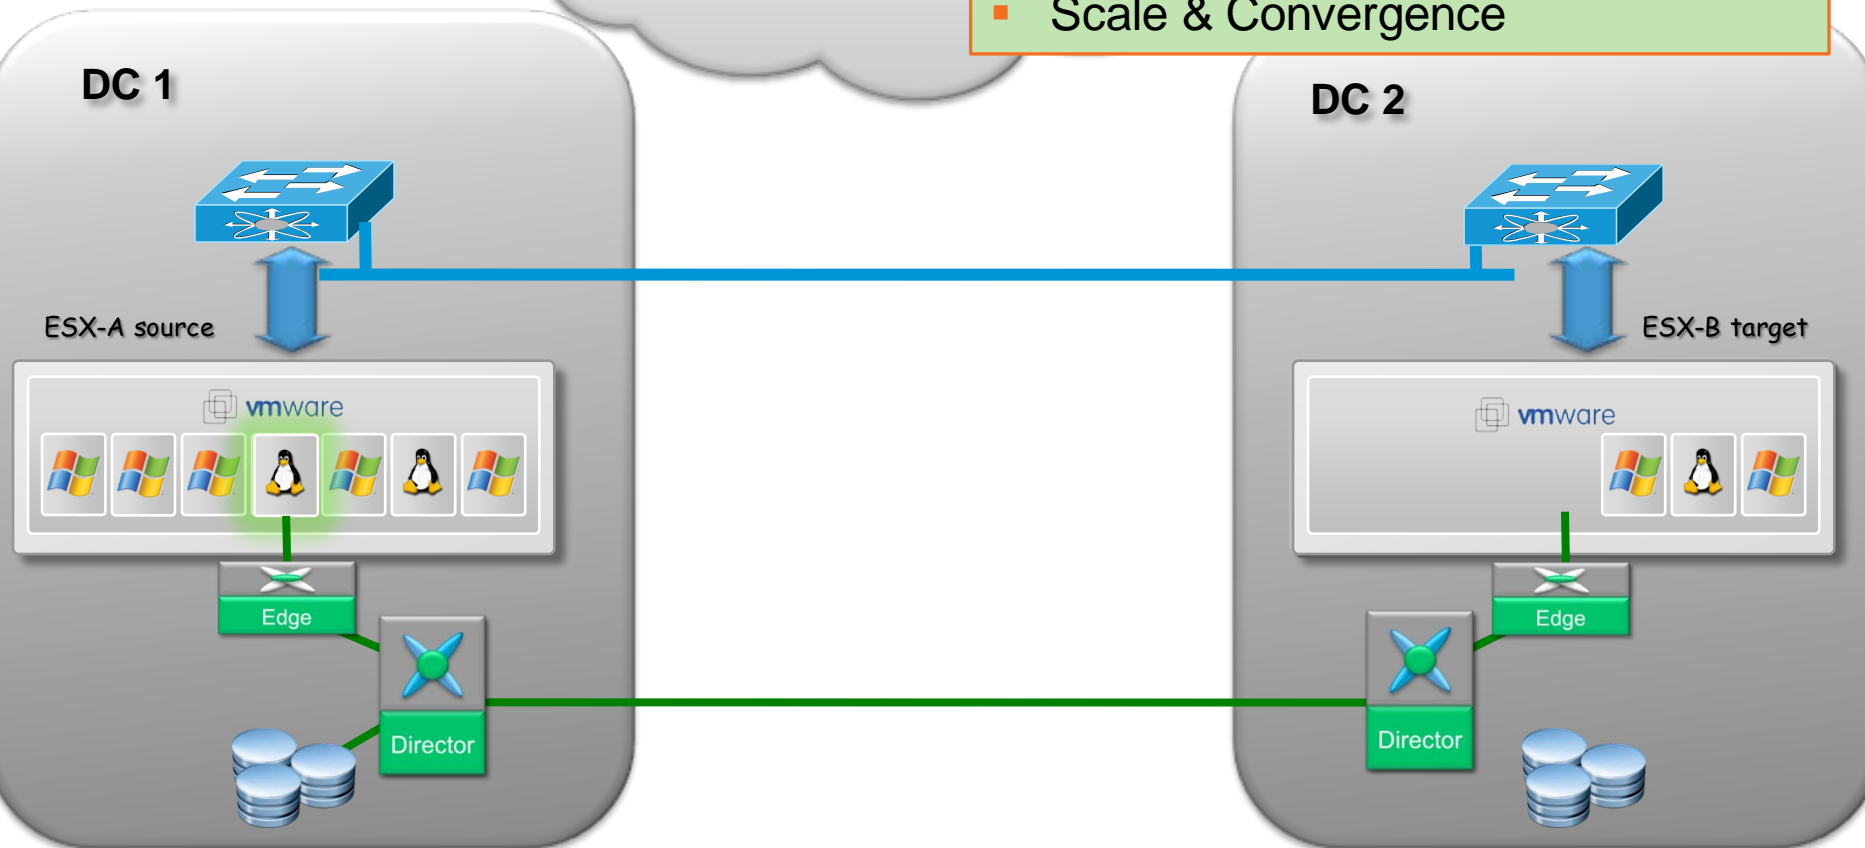 Scale & Convergence
DC 1
DC 2
ESX-A source
ESX-B target
vmware
vmware
Edge
Edge
Director
Director